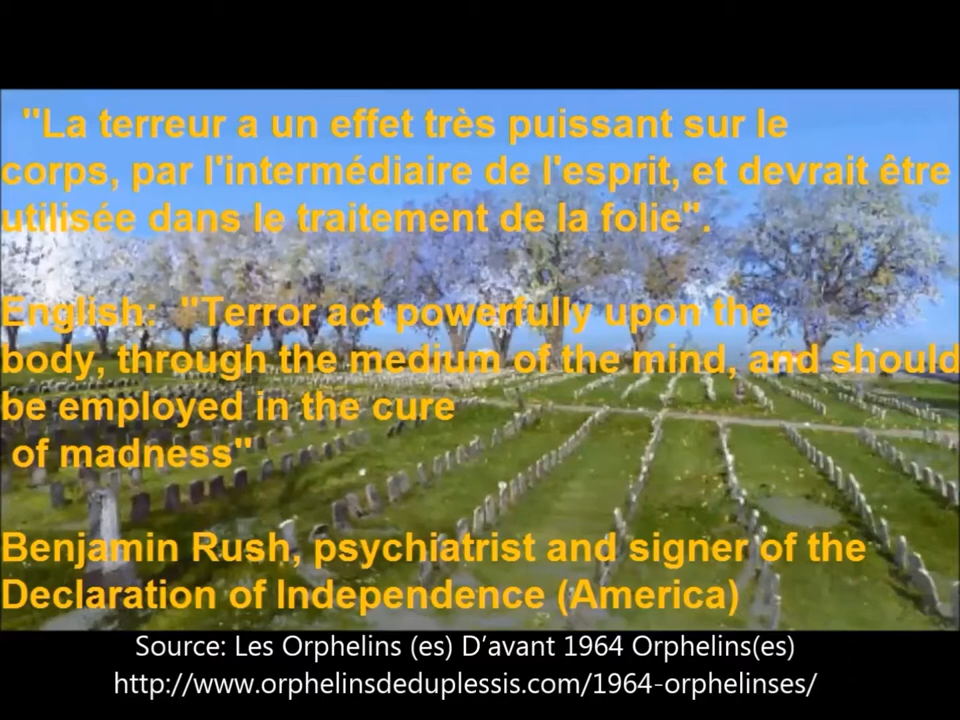 "La terreur a un effet très puissant sur le
corps, par l'intermédiaire de l'esprit, et devrait être
utilisée dans le traitement de la folie".
English: "Terror act powerfully upon the
body, through the medium of the mind, and should
be employed in the cure
of madness"
Benjamin Rush, psychiatrist and signer of the
Declaration of Independence (America)
Source: Les Orphelins (es) D’avant 1964 Orphelins(es)
http://www.orphelinsdeduplessis.com/1964-orphelinses/